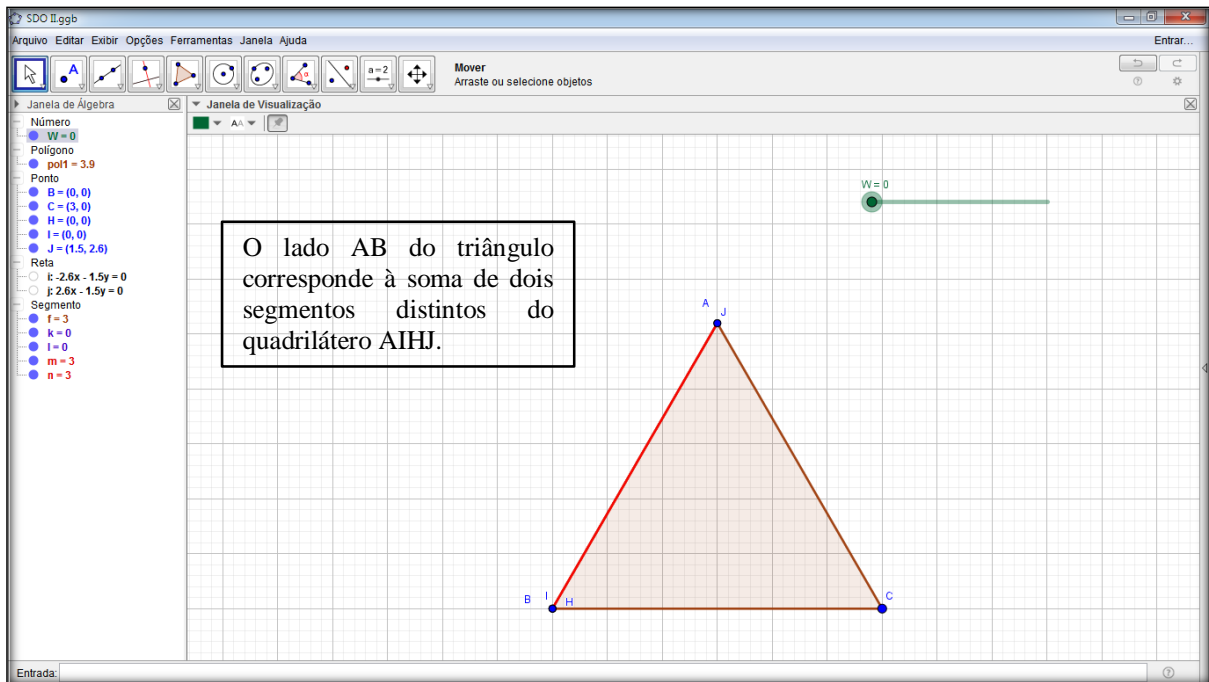 SDO II.ggb
Arquivo Editar Exibir Opções Ferramentas Janela Ajuda
Entrar...
A
α
a=2
Mover
Arraste ou selecione objetos
Janela de Álgebra
Janela de Visualização
AA
Número
W = 0
Polígono
pol1 = 3.9
Ponto
B = (0, 0)
C = (3, 0)
H = (0, 0)
I = (0, 0)
J = (1.5, 2.6)
Reta
i: -2.6x - 1.5y = 0
j: 2.6x - 1.5y = 0
Segmento
f = 3
k = 0
l = 0
m = 3
n = 3
W = 0
O lado AB do triângulo
corresponde à soma de dois
segmentos distintos do
quadrilátero AIHJ.
A J
B I H C
Entrada: